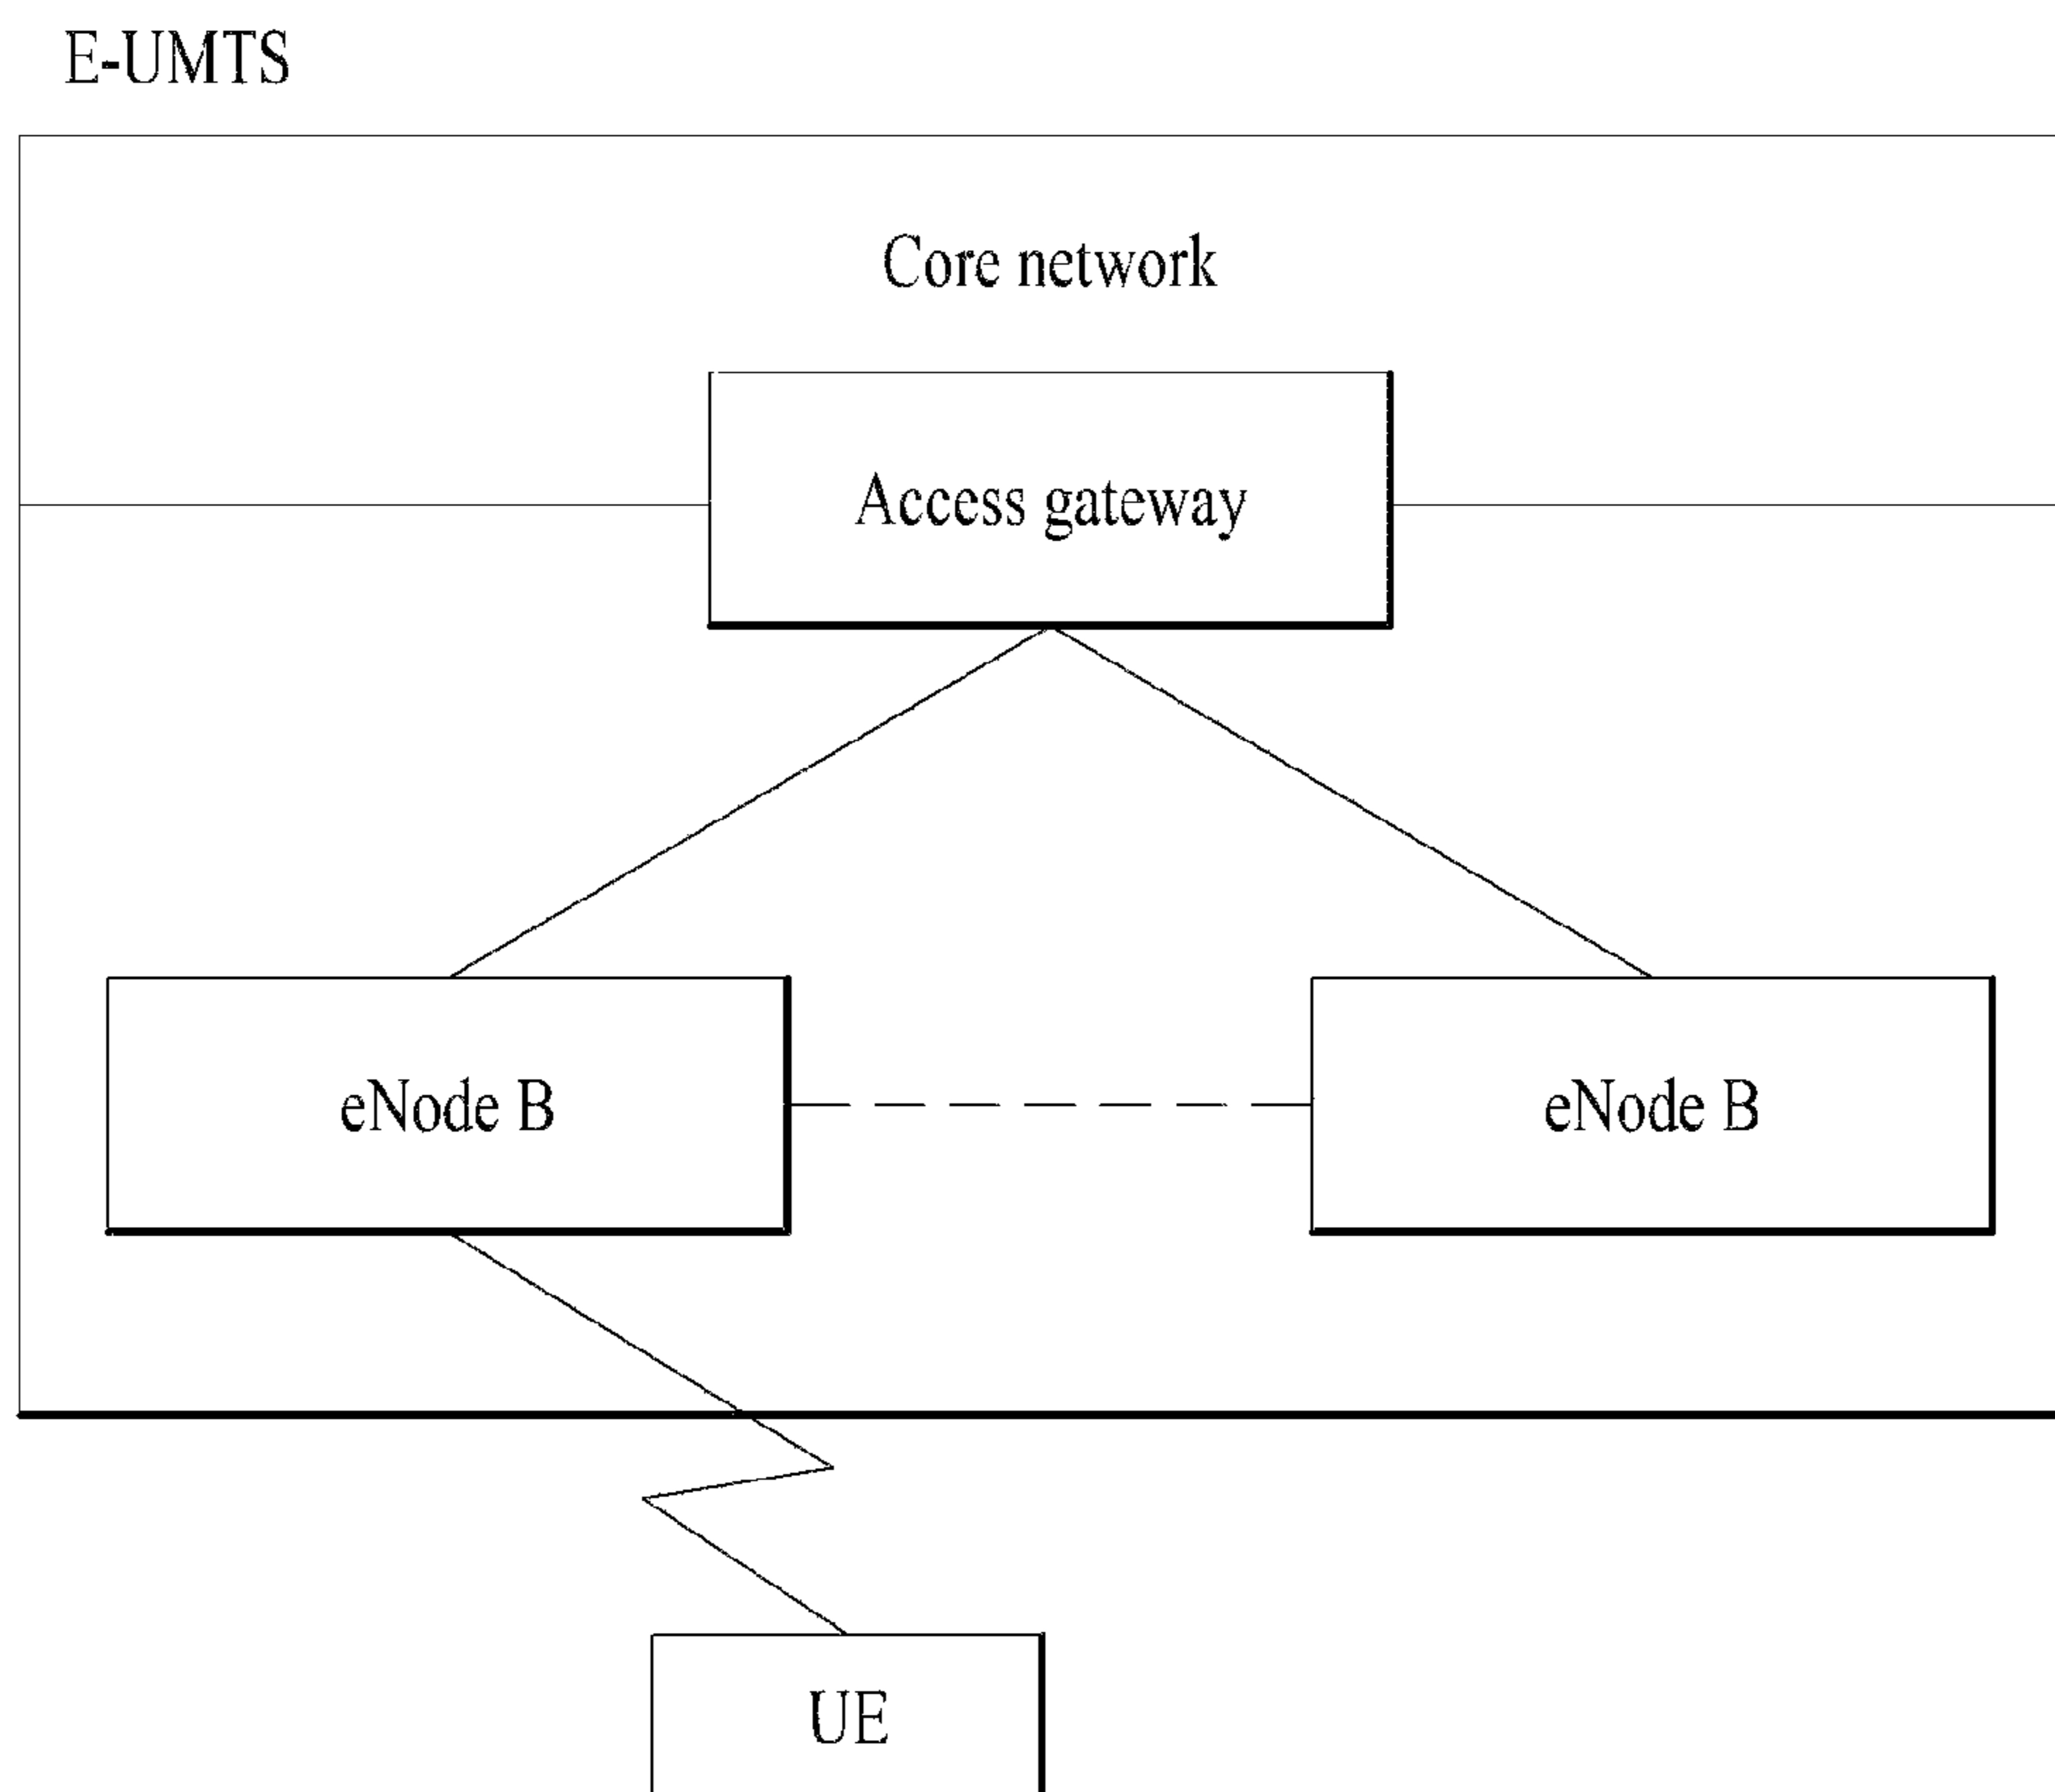 E-UMTS
Core network
Access gateway
eNode B
eNode B
UE